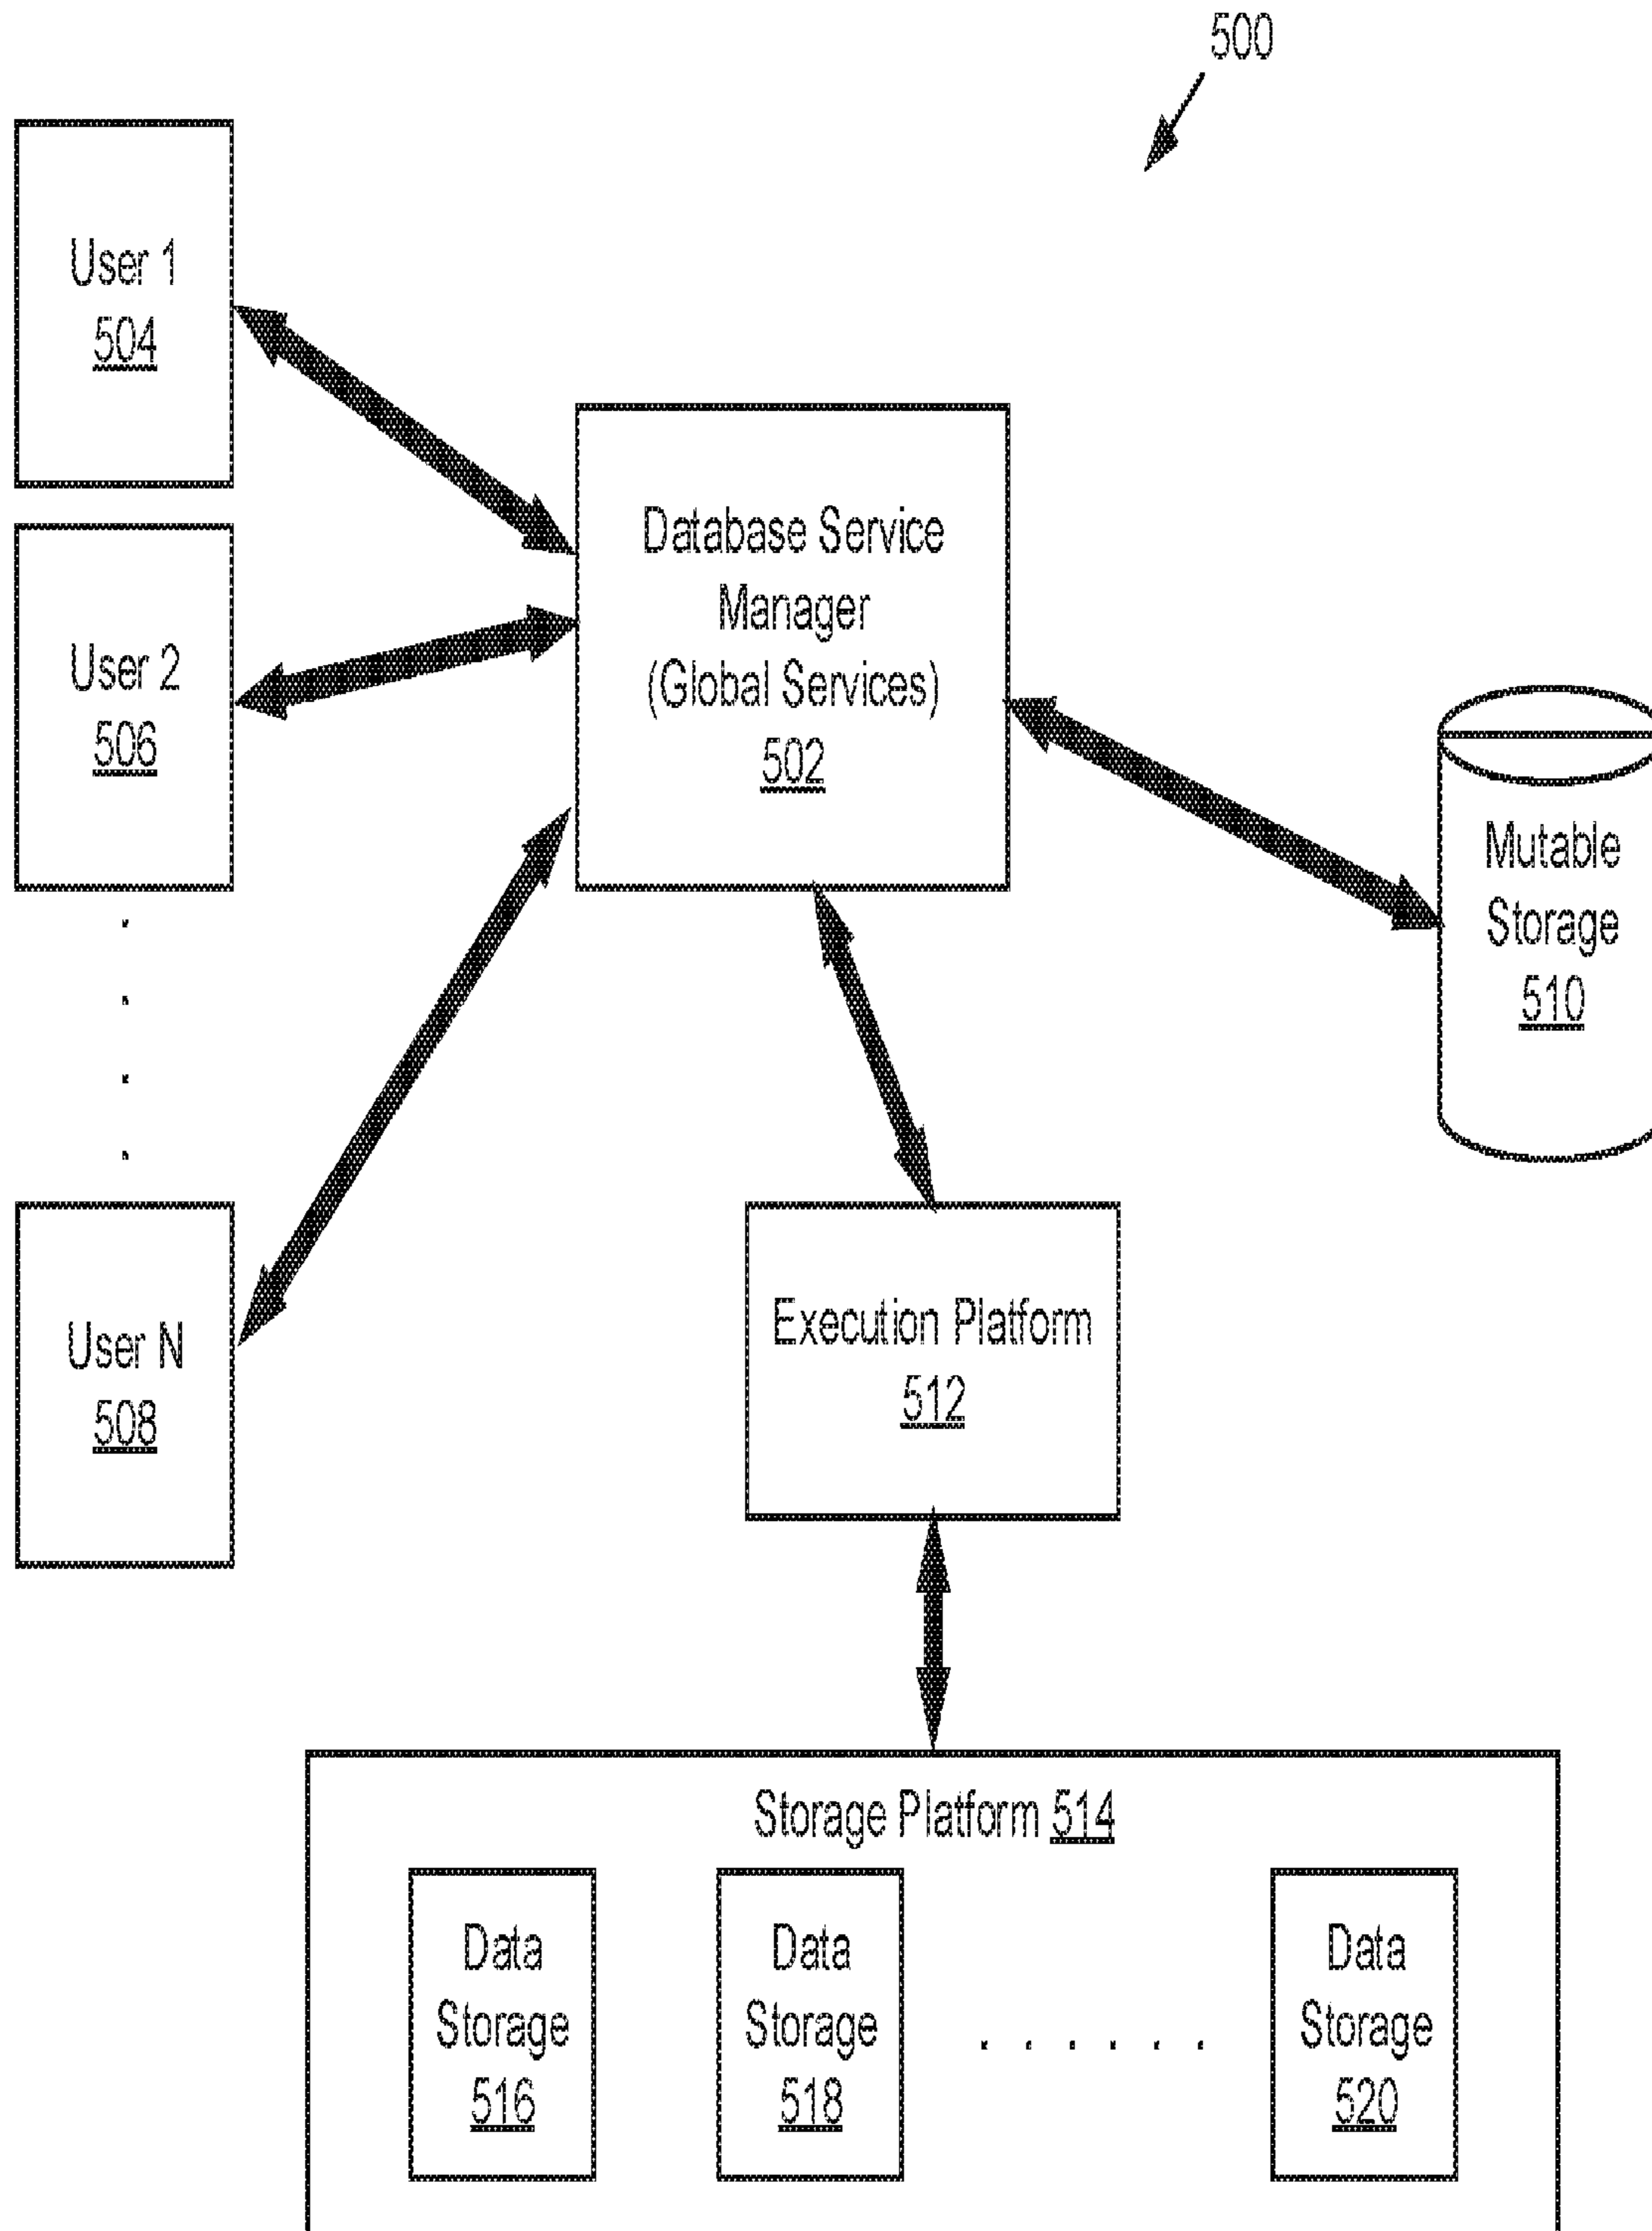 500
User 1
504
Database Service
Manager
(Global Services)
502
User 2
506
Mutable
Storage
510
User N
508
Execution Platform
512
Storage Platform 514
Data
Storage
516
Data
Storage
518
Data
Storage
520